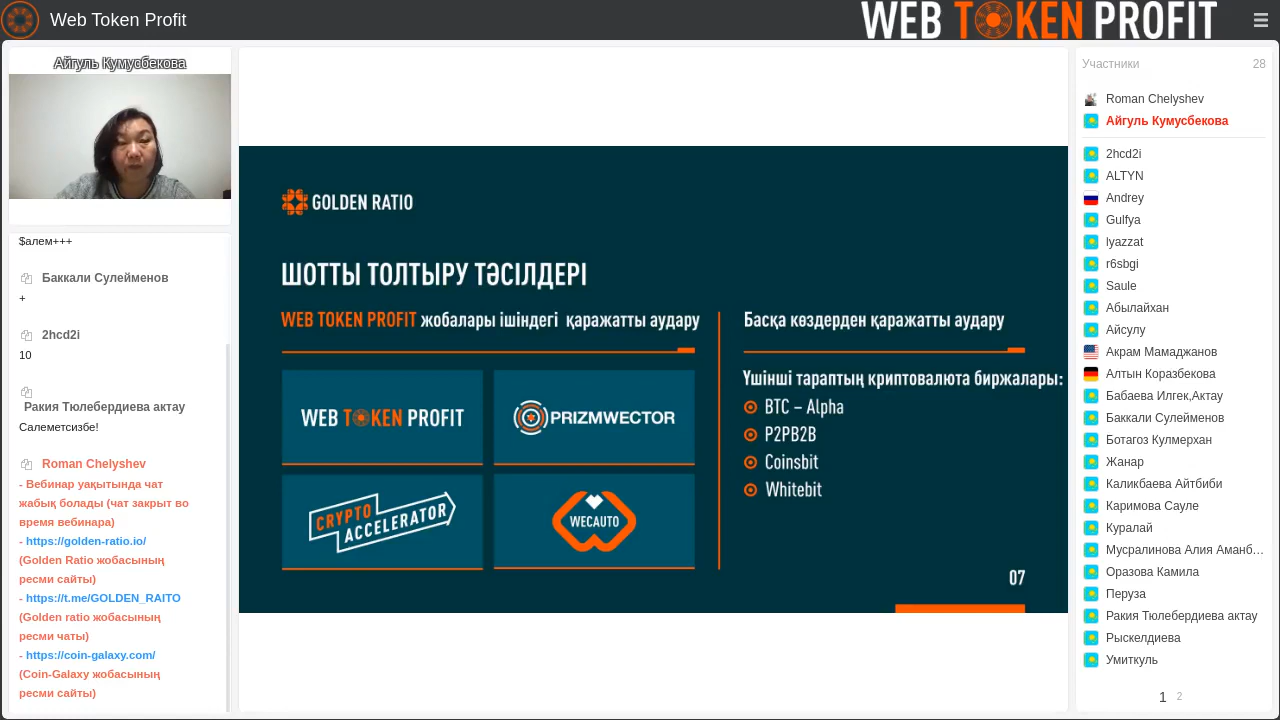 Web Token Profit
WEB TOKEN PROFIT
Айгуль Кумусбекова
$алем+++
Баккали Сулейменов
+
2hcd2i
10
Ракия Тюлебердиева актау
Салеметсизбе!
Roman Chelyshev
- Вебинар уақытында чат
жабық болады (чат закрыт во
время вебинара)
- https://golden-ratio.io/
(Golden Ratio жобасының
ресми сайты)
- https://t.me/GOLDEN_RAITO
(Golden ratio жобасының
ресми чаты)
- https://coin-galaxy.com/
(Coin-Galaxy жобасының
ресми сайты)
GOLDEN RATIO
ШОТТЫ ТОЛТЫРУ ТӘСІЛДЕРІ
WEB TOKEN PROFIT жобалары ішіндегі қаражатты аудару
WEB TOKEN PROFIT
PRIZMWECTOR
CRYPTO
ACCELERATOR
WECAUTO
Басқа көздерден қаражатты аудару
Үшінші тараптың криптовалюта биржалары:
BTC – Alpha
P2PB2B
Coinsbit
Whitebit
07
Участники 28
Roman Chelyshev
Айгуль Кумусбекова
2hcd2i
ALTYN
Andrey
Gulfya
lyazzat
r6sbgi
Saule
Абылайхан
Айсулу
Акрам Мамаджанов
Алтын Коразбекова
Бабаева Илгек,Актау
Баккали Сулейменов
Ботагоз Кулмерхан
Жанар
Каликбаева Айтбиби
Каримова Сауле
Куралай
Мусралинова Алия Аманб…
Оразова Камила
Перуза
Ракия Тюлебердиева актау
Рыскелдиева
Умиткуль
1 2